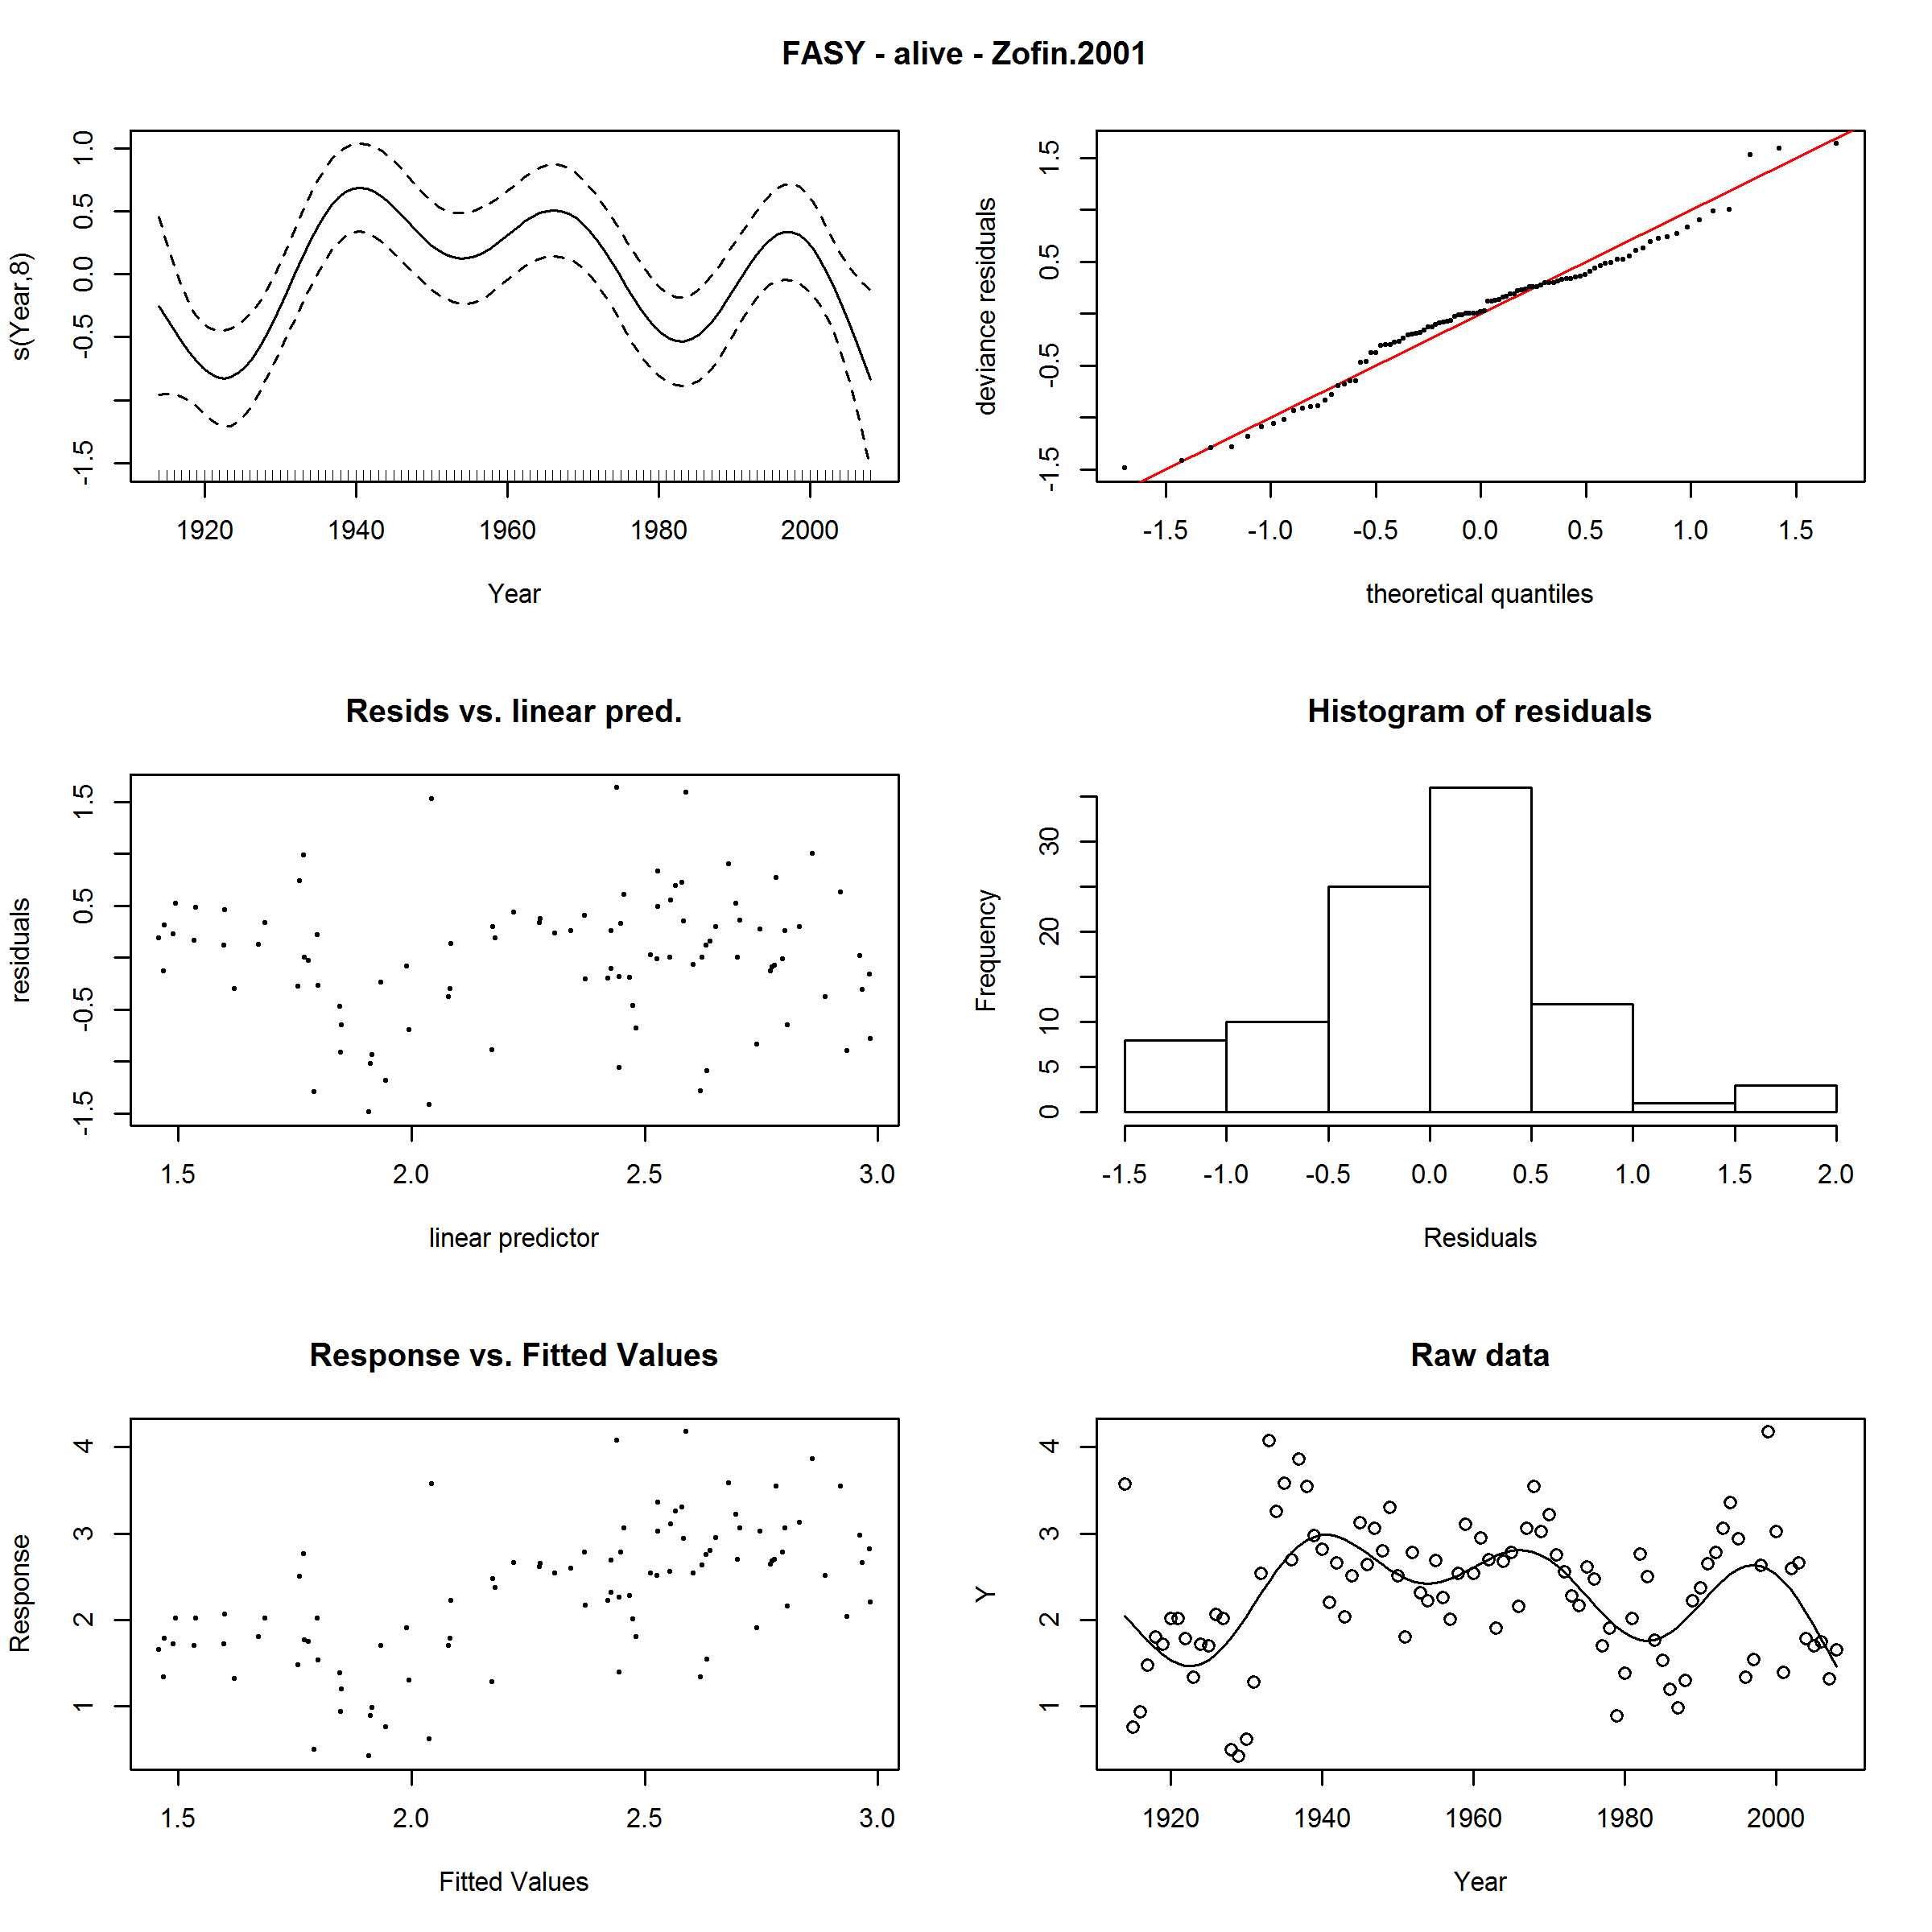 FASY - alive - Zofin.2001
s(Year,8)
1.0
0.5
0.0
-0.5
-1.5
1920 1940 1960 1980 2000
Year
deviance residuals
1.5
0.5
-0.5
-1.5
-1.5 -1.0 -0.5 0.0 0.5 1.0 1.5
theoretical quantiles
Resids vs. linear pred.
residuals
1.5
0.5
-0.5
-1.5
1.5 2.0 2.5 3.0
linear predictor
Histogram of residuals
Frequency
30
20
10
5
0
-1.5 -1.0 -0.5 0.0 0.5 1.0 1.5 2.0
Residuals
Response vs. Fitted Values
Response
4
3
2
1
1.5 2.0 2.5 3.0
Fitted Values
Raw data
Y
4
3
2
1
1920 1940 1960 1980 2000
Year